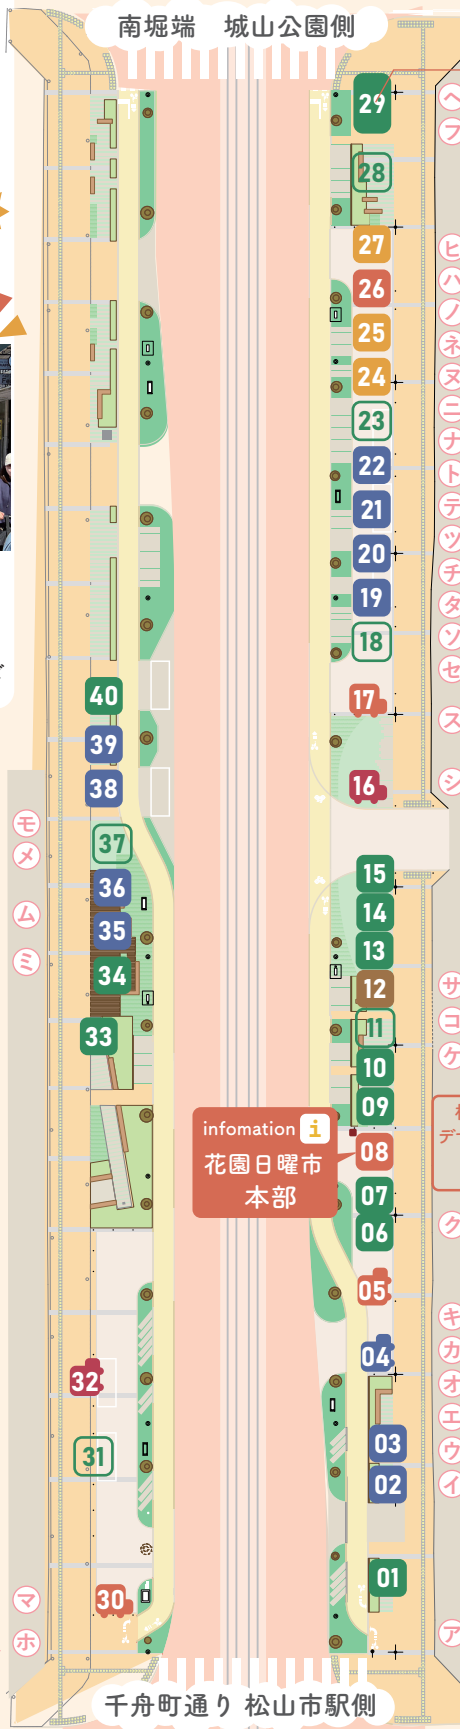 南堀端　城山公園側
29
28
27
26
25
24
23
22
21
20
19
18
17
16
15
14
13
12
11
10
09
08
07
06
05
04
03
02
01
40
39
38
37
36
35
34
33
32
31
30
infomation i
花園日曜市
本部
ヘ
フ
ヒ
ハ
ノ
ネ
ヌ
ニ
ナ
ト
テ
ツ
チ
タ
ソ
セ
ス
シ
サ
コ
ケ
デ
ク
キ
カ
オ
エ
ウ
イ
ア
モ
メ
ム
ミ
マ
ホ
千舟町通り 松山市駅側